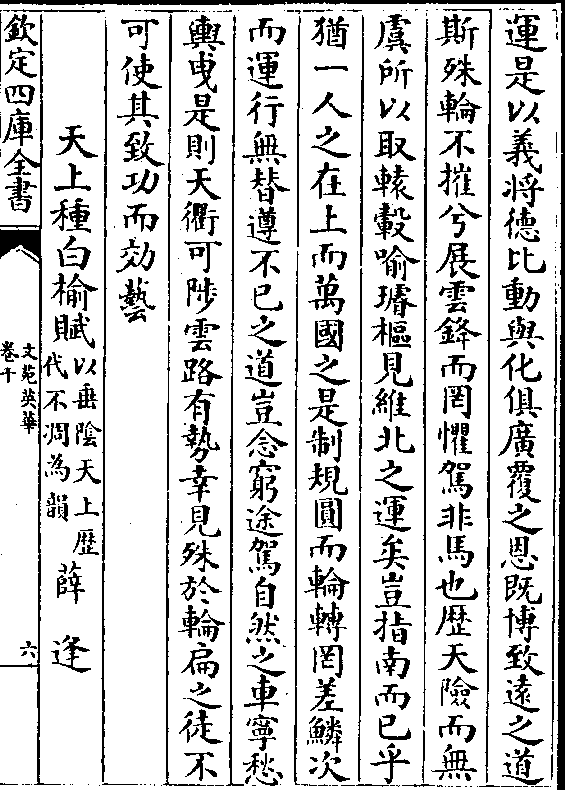 運是以義将德比動與化俱廣覆之恩既博致遠之道
斯殊輪不摧兮展雲鋒而罔懼駕非馬也歴天險而無
虞所以取轅轂喻璿樞見維北之運矣豈指南而已乎
猶一人之在上而萬國之是制規圓而輪轉罔差鱗次
而運行無替遵不已之道豈念窮途駕自然之車寧愁
輿曵是則天衢可陟雲路有勢幸見殊於輪扁之徒不
可使其致功而効藝
天上種白榆賦以垂陰天上歴代不凋為韻 薛逢
欽定四庫全書
文苑英華
卷十
六